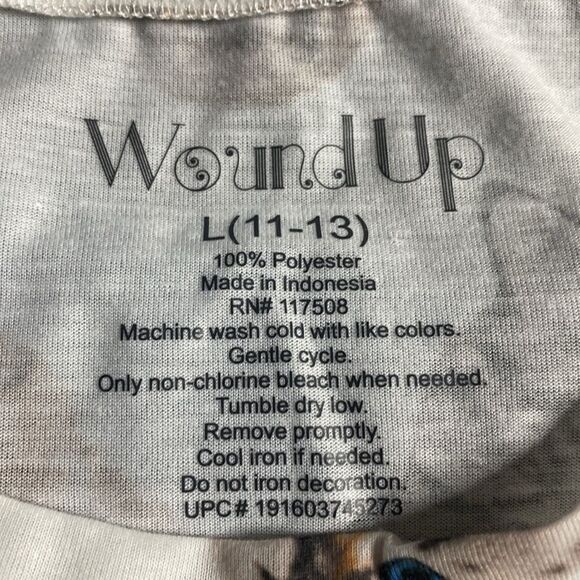 Wound Up
L(11-13)
100% Polyester
Made in Indonesia
RN# 117508
Machine wash cold with like colors.
Gentle cycle.
Only non-chlorine bleach when needed.
Tumble dry low.
Remove promptly.
Cool iron if needed.
Do not iron decoration.
UPC# 191603745273